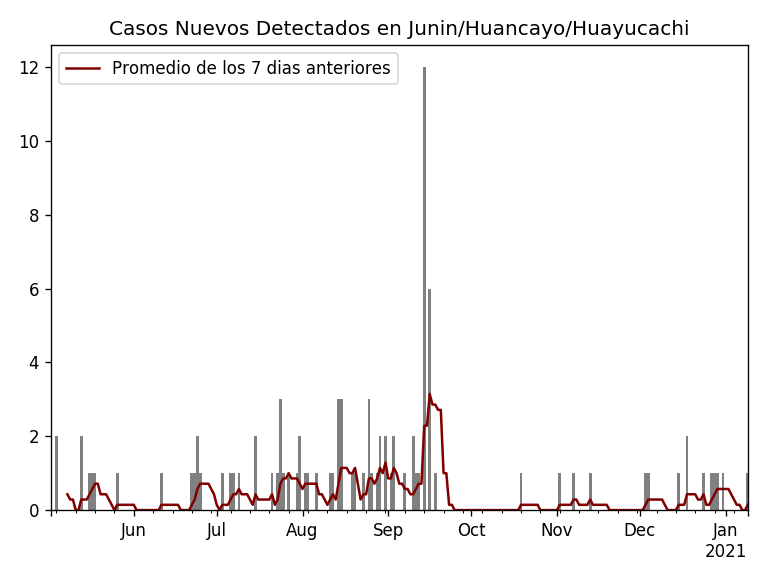 Casos Nuevos Detectados en Junin/Huancayo/Huayucachi
Promedio de los 7 dias anteriores
12
10
8
6
4
2
0
Jun Jul Aug Sep Oct Nov Dec Jan
2021